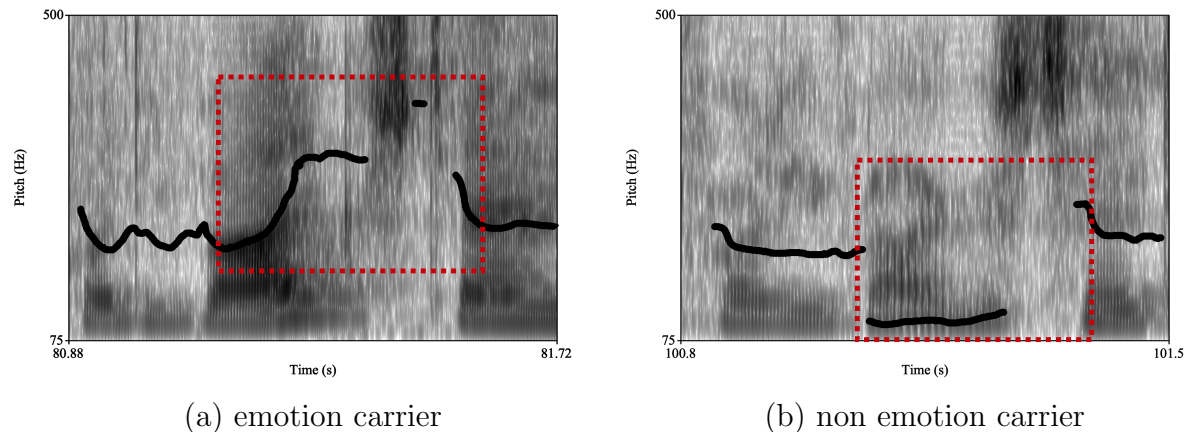 500
Pitch (Hz)
75
80.88
81.72
Time (s)
(a) emotion carrier
500
Pitch (Hz)
75
100.8
101.5
Time (s)
(b) non emotion carrier